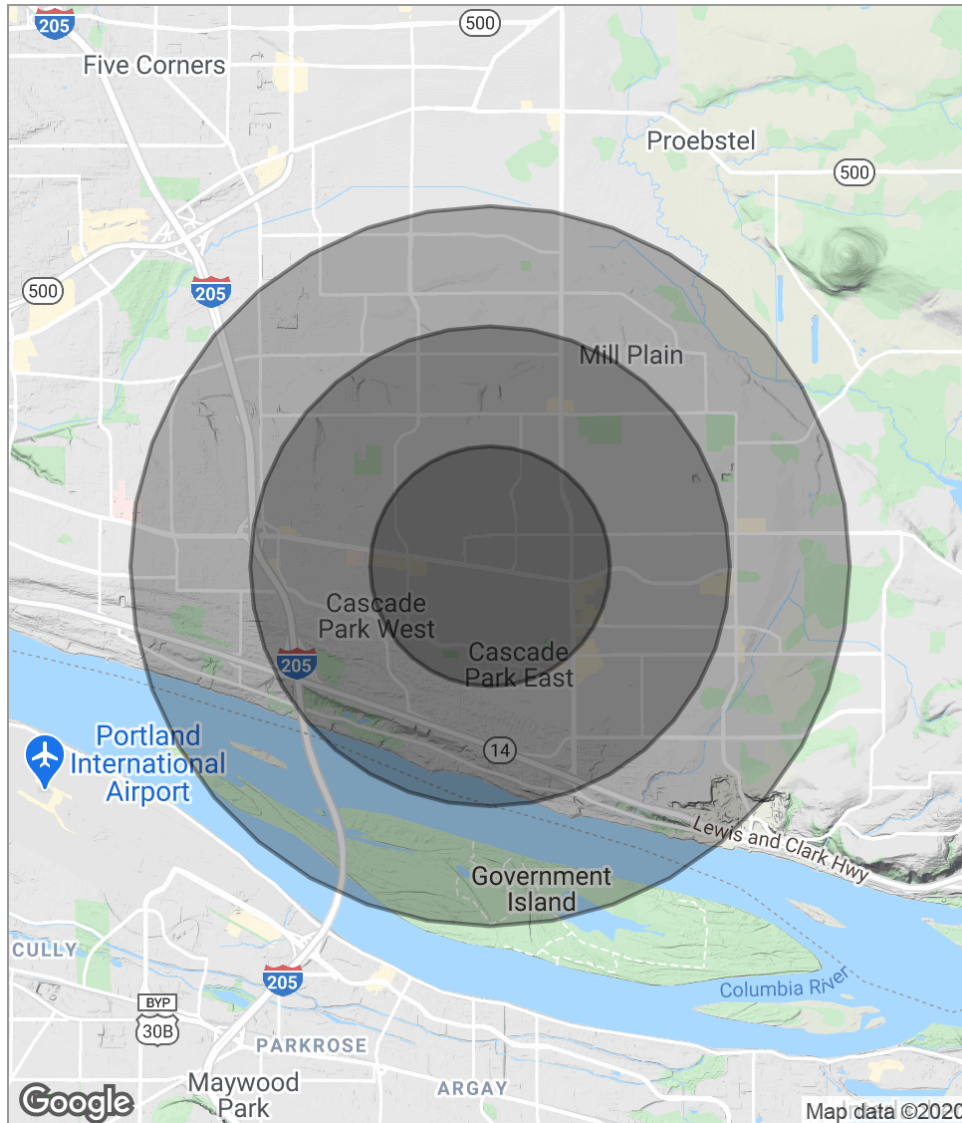 205
500
Five Corners
Proebstel
500
500
205
Mill Plain
Cascade
Park West
Cascade
Park East
205
14
Portland
International
Airport
Lewis and Clark Hwy
Government
Island
CULLY
205
Columbia River
BYP
30B
PARKROSE
Maywood
Park
ARGAY
Google
Map data ©2020